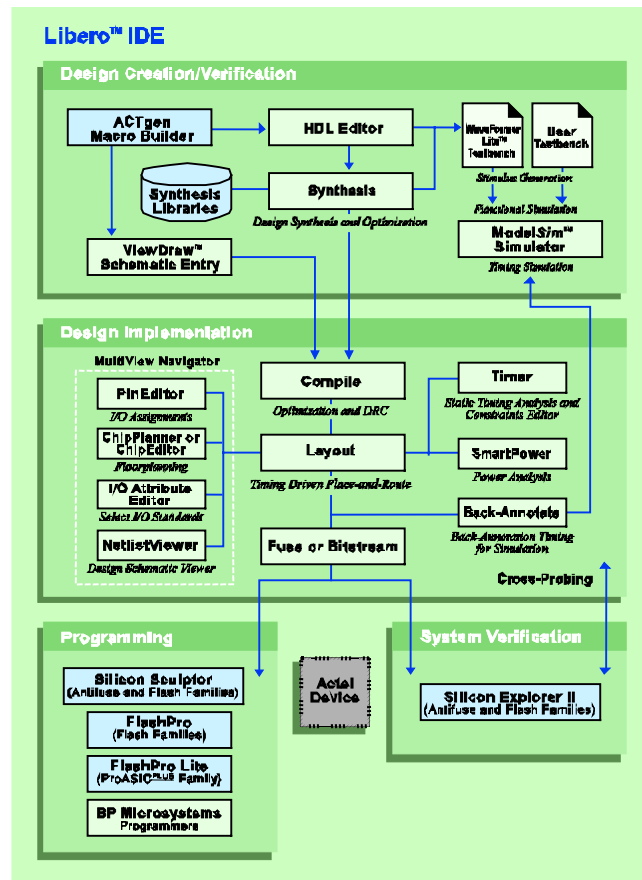 Libero™ IDE
Design Creation/Verification
ACTgen
Macro Builder
HDL Editor
WaveFormer
Lite™
Testbench
User
Testbench
Stimulus Generation
Synthesis
Libraries
Synthesis
Design Synthesis and Optimization
Functional Simulation
ModelSim™
Simulator
Timing Simulation
ViewDraw™
Schematic Entry
Design Implementation
MultiView Navigator
PinEditor
I/O Assignments
ChipPlanner or
ChipEditor
Floorplanning
I/O Attribute
Editor
Select I/O Standards
NetlistViewer
Design Schematic Viewer
Compile
Optimization and DRC
Layout
Timing Driven Place-and-Route
Fuse or Bitstream
Timer
Static Timing Analysis and
Constraints Editor
SmartPower
Power Analysis
Back-Annotate
Back-Annotation Timing
for Simulation
Cross-Probing
Programming
Silicon Sculptor
(Antifuse and Flash Families)
FlashPro
(Flash Families)
FlashPro Lite
(ProASICPLUS Family)
BP Microsystems
Programmers
Actel
Device
System Verification
Silicon Explorer II
(Antifuse and Flash Families)